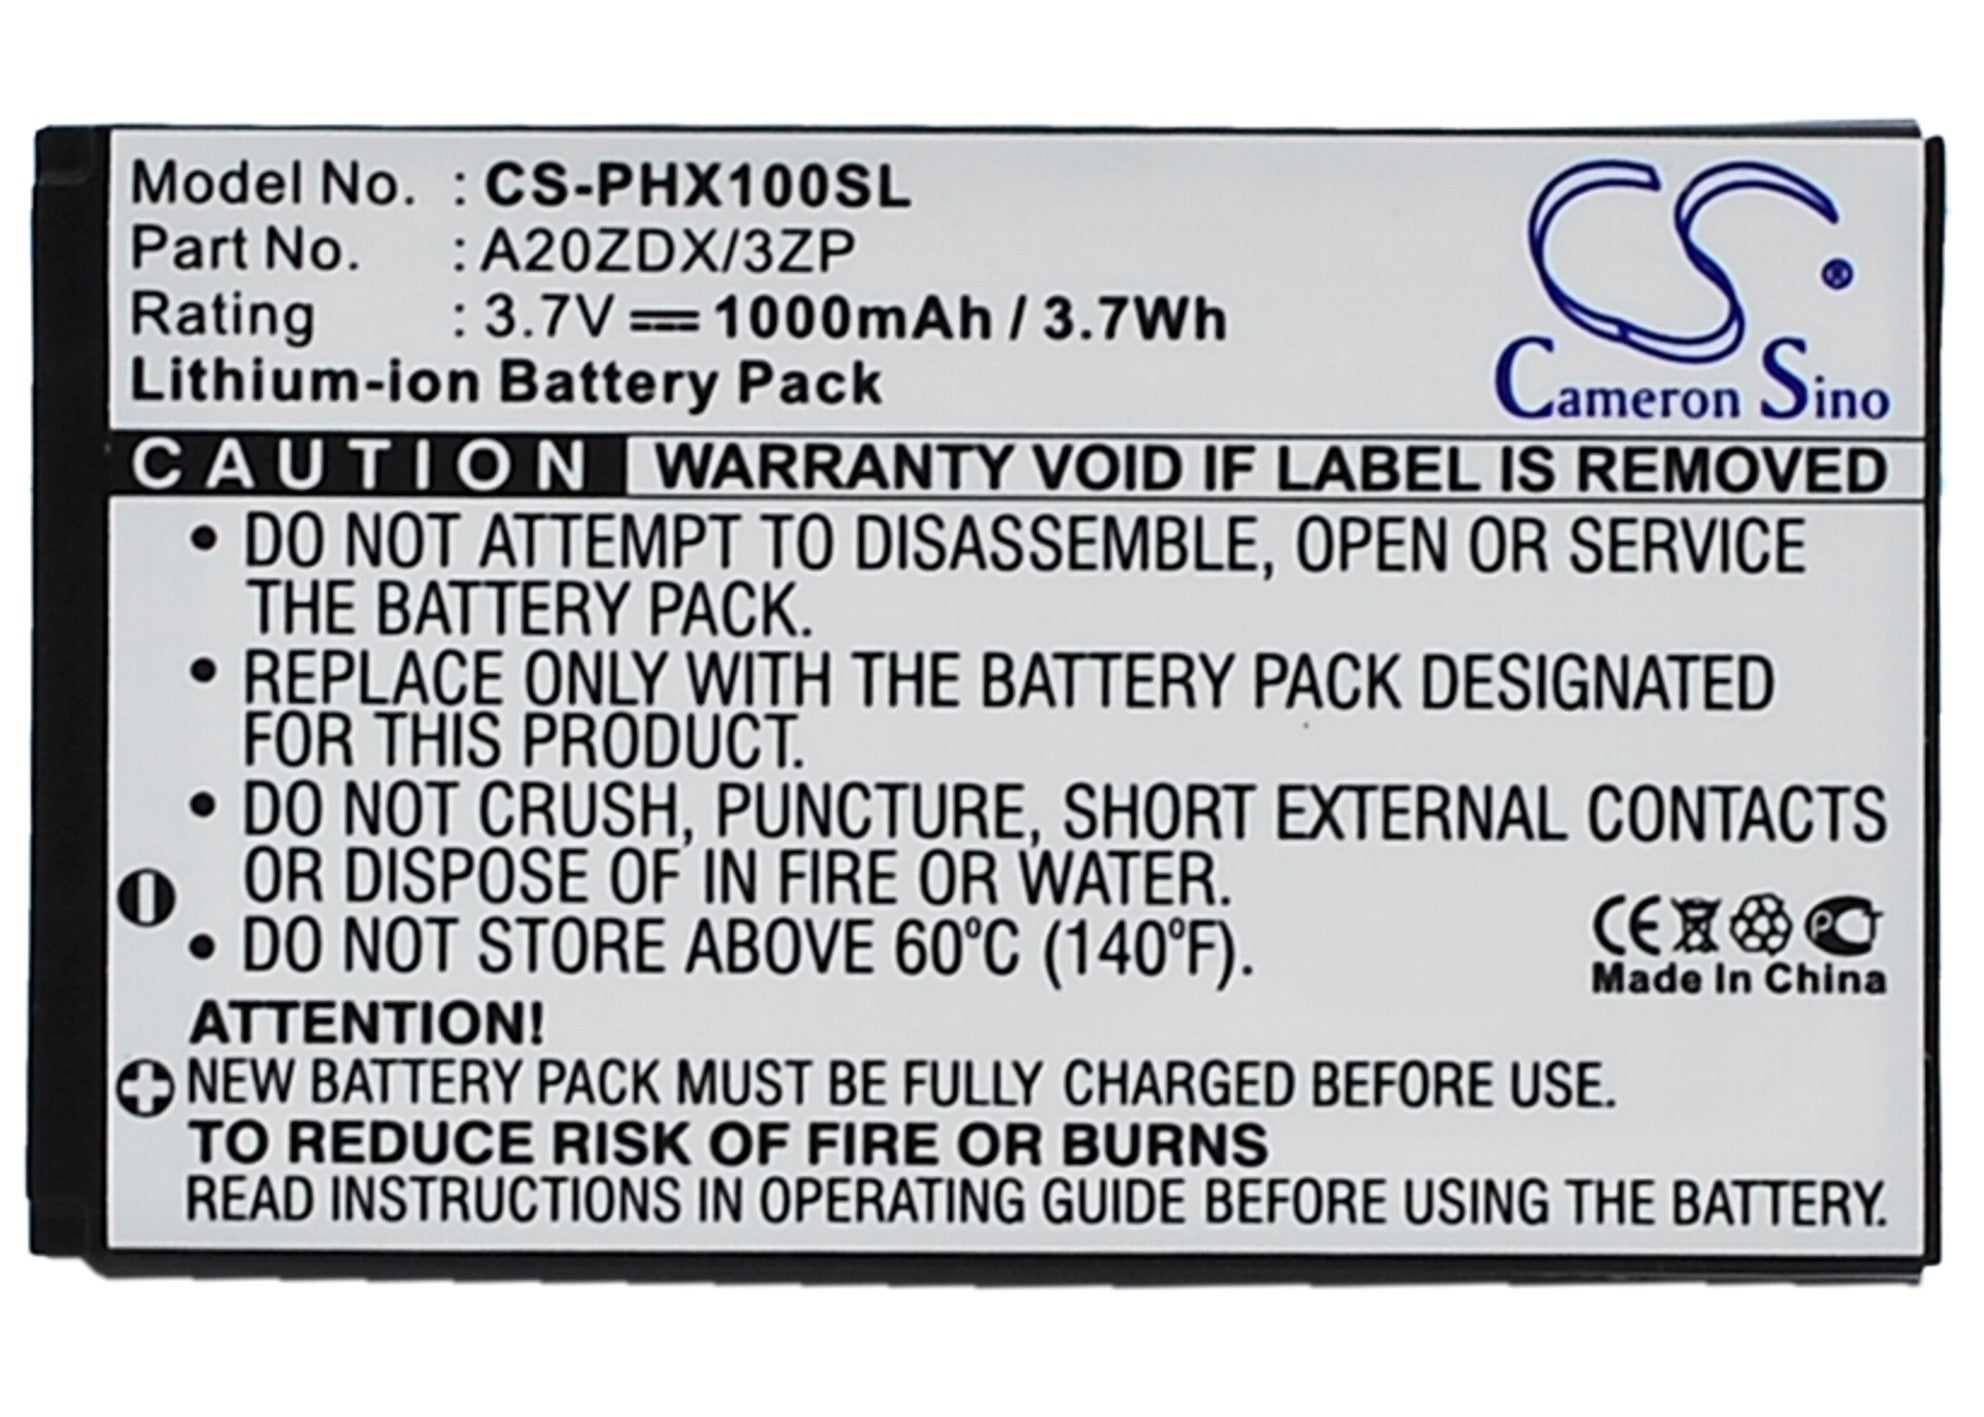 Model No. : CS-PHX100SL
Part No. : A20ZDX/3ZP
Rating : 3.7V 1000mAh / 3.7Wh
Lithium-ion Battery Pack
CS ®
Cameron Sino
CAUTION WARRANTY VOID IF LABEL IS REMOVED
• DO NOT ATTEMPT TO DISASSEMBLE, OPEN OR SERVICE
THE BATTERY PACK.
• REPLACE ONLY WITH THE BATTERY PACK DESIGNATED
FOR THIS PRODUCT.
• DO NOT CRUSH, PUNCTURE, SHORT EXTERNAL CONTACTS
OR DISPOSE OF IN FIRE OR WATER.
• DO NOT STORE ABOVE 60°C (140°F).
CE PCT
Made In China
ATTENTION!
NEW BATTERY PACK MUST BE FULLY CHARGED BEFORE USE.
TO REDUCE RISK OF FIRE OR BURNS
READ INSTRUCTIONS IN OPERATING GUIDE BEFORE USING THE BATTERY.